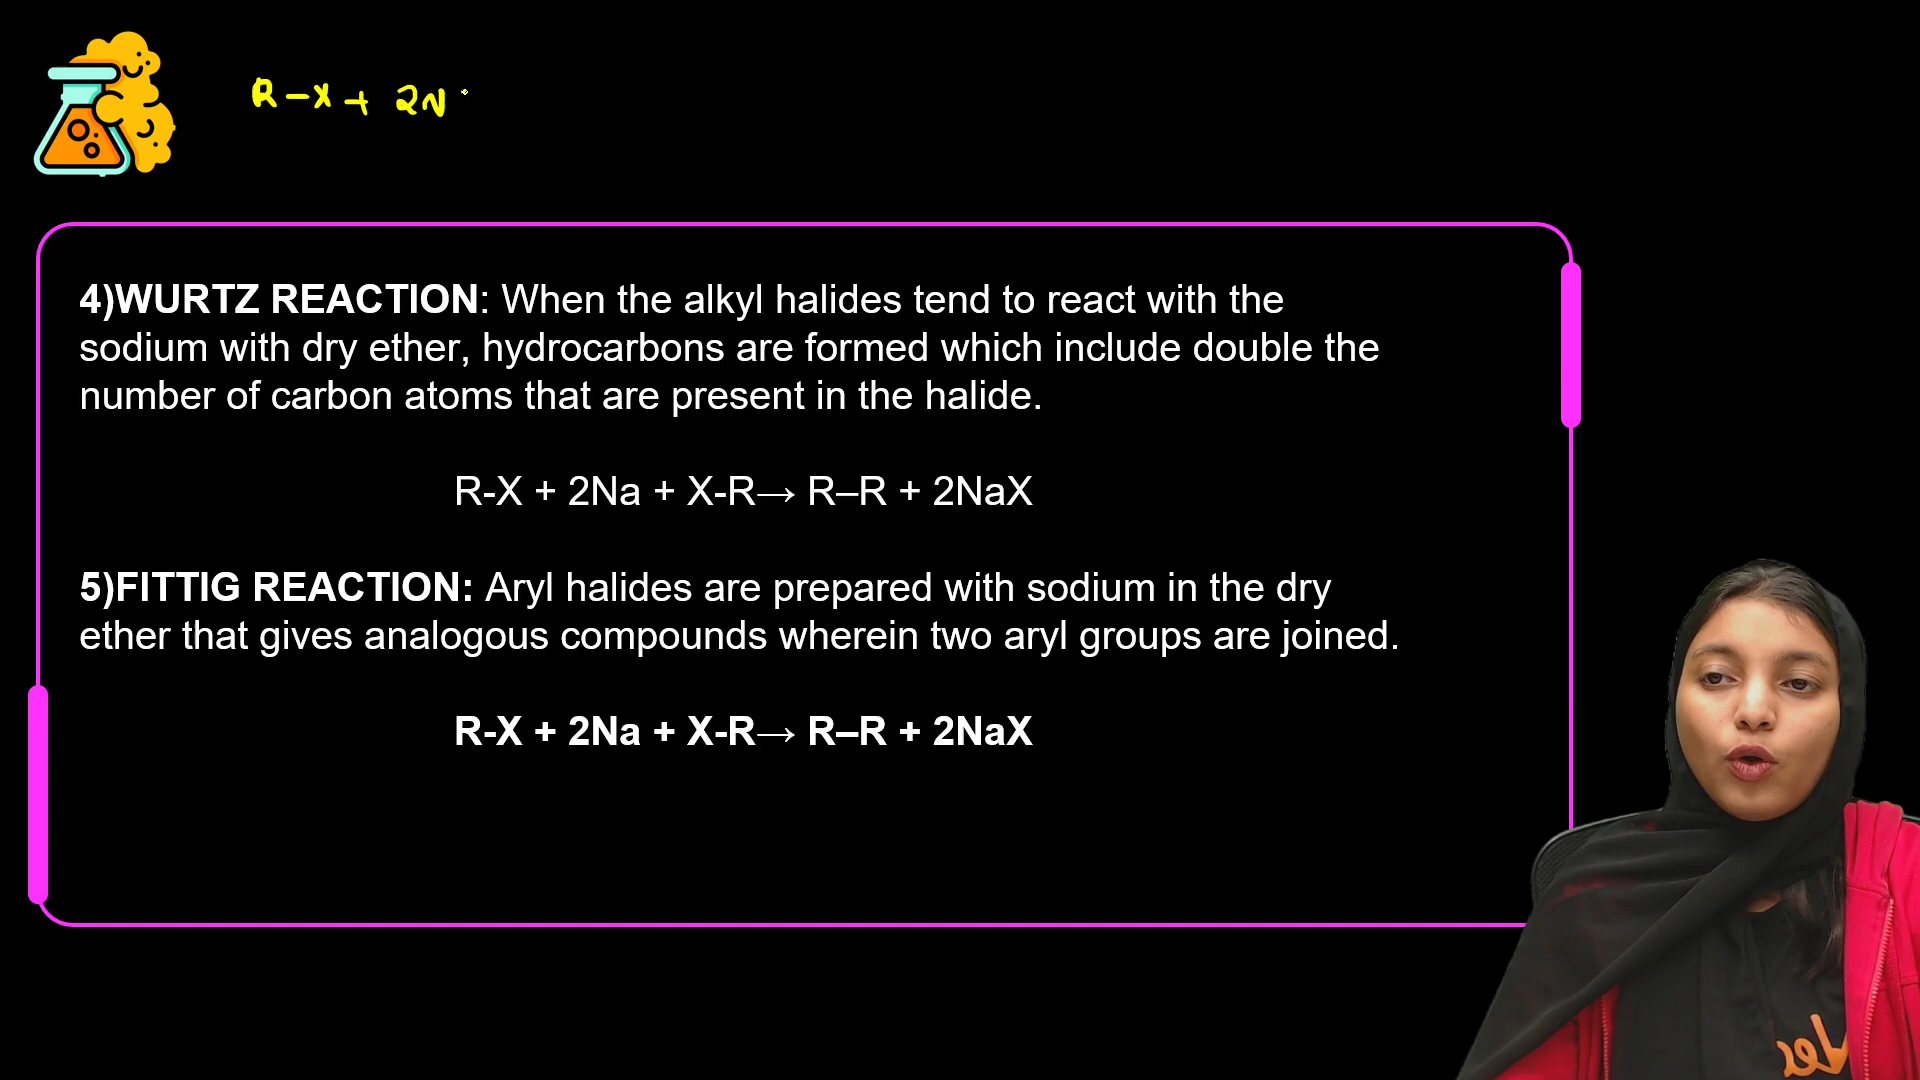 R-X + 2N
4)WURTZ REACTION: When the alkyl halides tend to react with the
sodium with dry ether, hydrocarbons are formed which include double the
number of carbon atoms that are present in the halide.
R-X + 2Na + X-R→ R–R + 2NaX
5)FITTIG REACTION: Aryl halides are prepared with sodium in the dry
ether that gives analogous compounds wherein two aryl groups are joined.
R-X + 2Na + X-R→ R–R + 2NaX